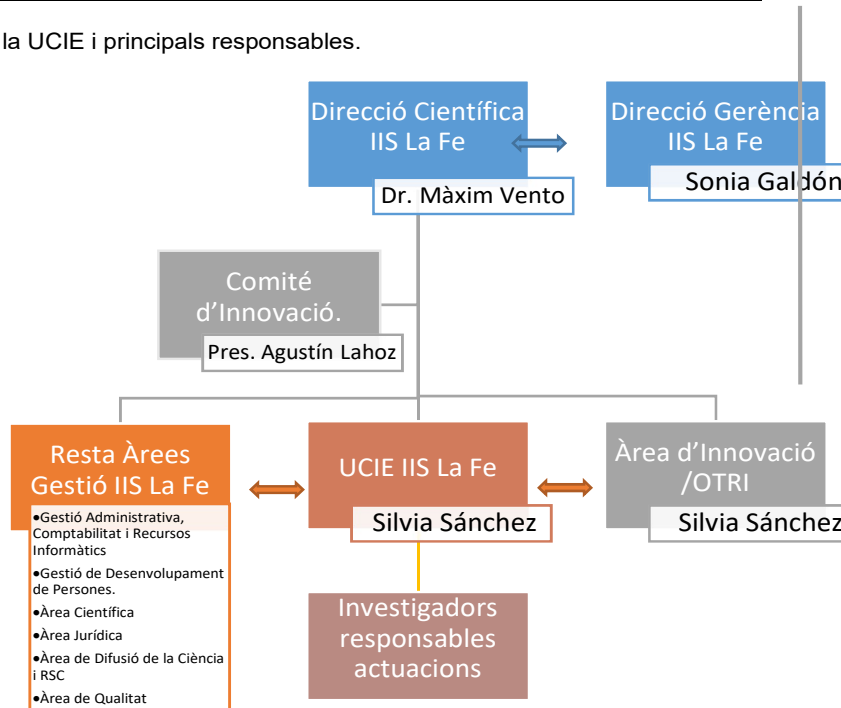 la UCIE i principals responsables.
Direcció Científica
IIS La Fe
Dr. Màxim Vento
Direcció Gerència
IIS La Fe
Sonia Galdón
Comité
d’Innovació.
Pres. Agustín Lahoz
Resta Àrees
Gestió IIS La Fe
•Gestió Administrativa,
Comptabilitat i Recursos
Informàtics
•Gestió de Desenvolupament
de Persones.
•Àrea Científica
•Àrea Jurídica
•Àrea de Difusió de la Ciència
i RSC
•Àrea de Qualitat
UCIE IIS La Fe
Silvia Sánchez
Àrea d’Innovació
/OTRI
Silvia Sánchez
Investigadors
responsables
actuacions